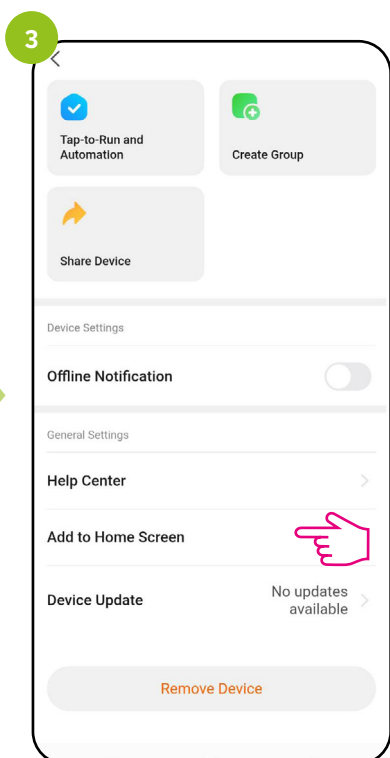 3
Tap-to-Run and
Automation
Create Group
Share Device
Device Settings
Offline Notification
General Settings
Help Center
Add to Home Screen
Device Update
No updates
available
Remove Device